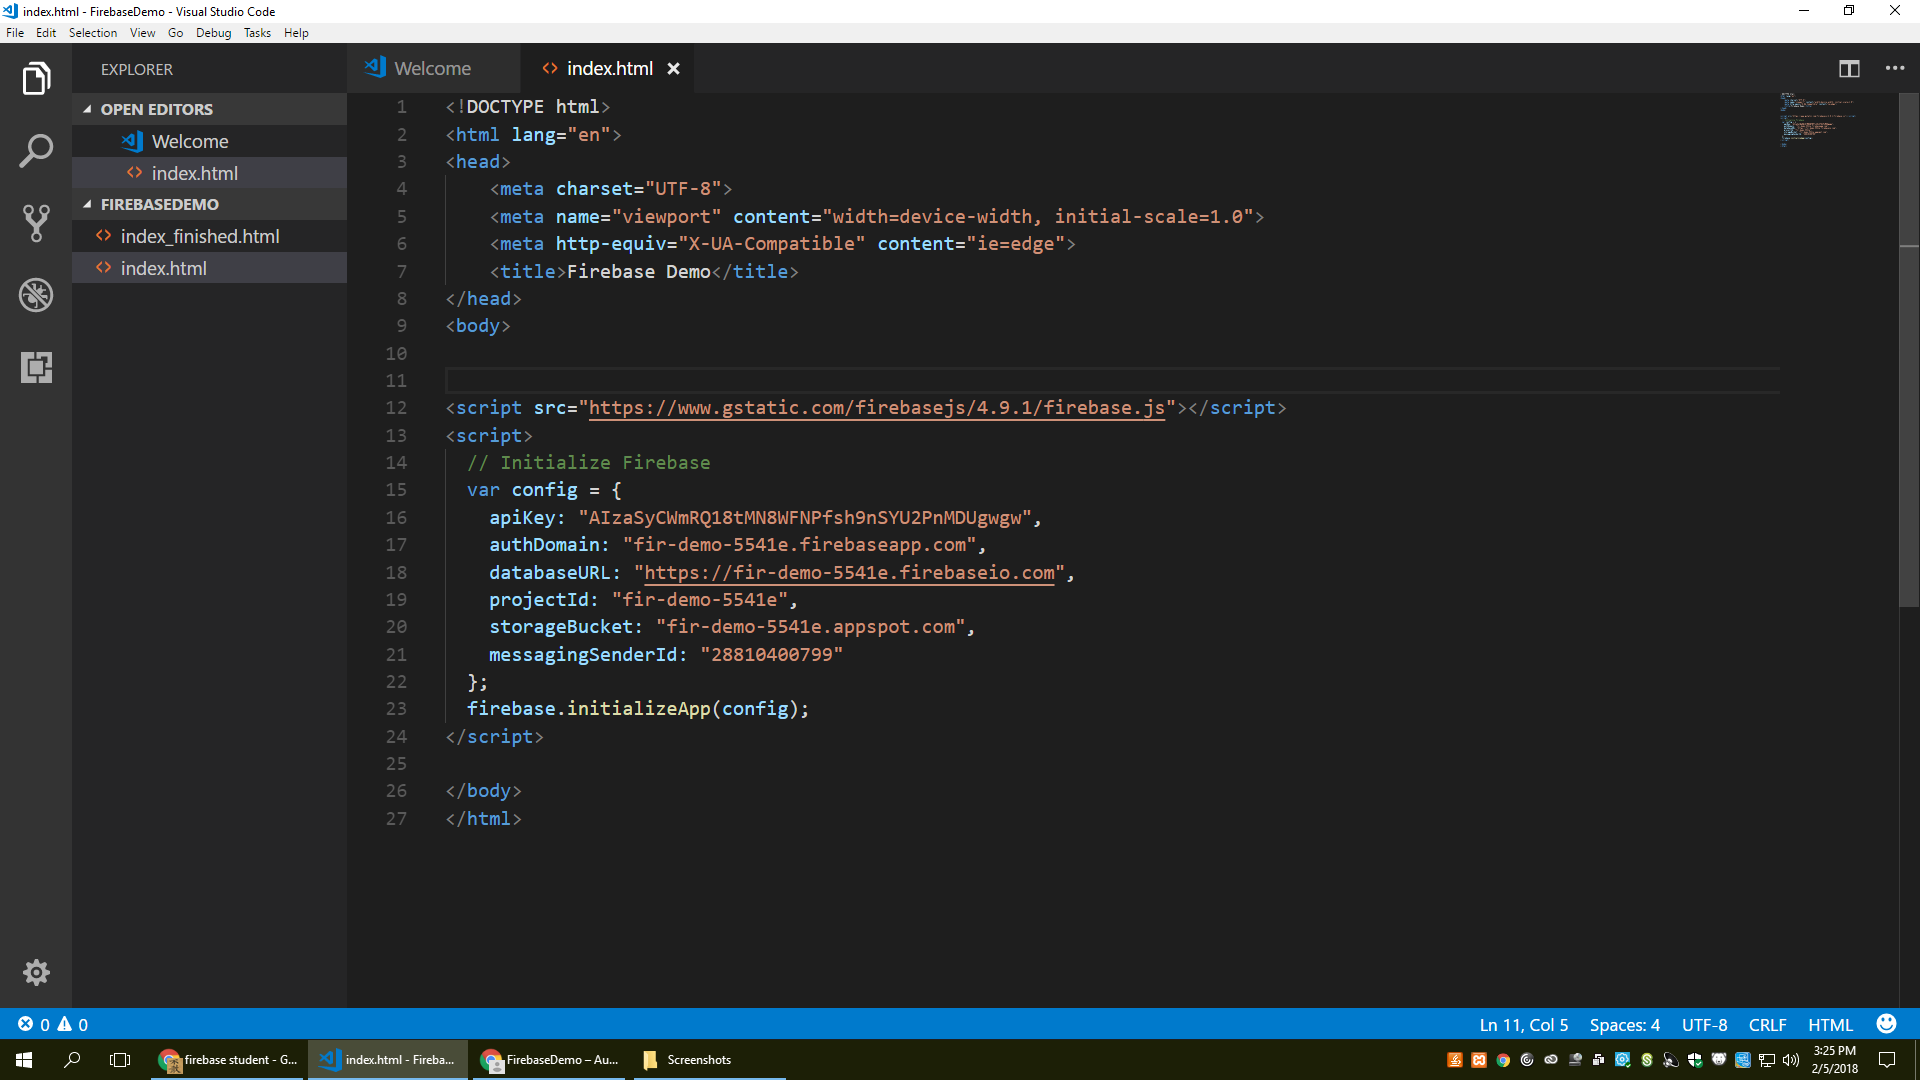 index.html - FirebaseDemo - Visual Studio Code
File Edit Selection View Go Debug Tasks Help
EXPLORER
Welcome
index.html
OPEN EDITORS
Welcome
index.html
FIREBASEDEMO
index_finished.html
index.html
1 <!DOCTYPE html>
2 <html lang="en">
3 <head>
4 <meta charset="UTF-8">
5 <meta name="viewport" content="width=device-width, initial-scale=1.0">
6 <meta http-equiv="X-UA-Compatible" content="ie=edge">
7 <title>Firebase Demo</title>
8 </head>
9 <body>
10
11
12 <script src="https://www.gstatic.com/firebasejs/4.9.1/firebase.js"></script>
13 <script>
14 // Initialize Firebase
15 var config = {
16 apiKey: "AIzaSyCWmRQ18tMN8WFNPfsh9nSYU2PnMDUgwgw",
17 authDomain: "fir-demo-5541e.firebaseapp.com",
18 databaseURL: "https://fir-demo-5541e.firebaseio.com",
19 projectId: "fir-demo-5541e",
20 storageBucket: "fir-demo-5541e.appspot.com",
21 messagingSenderId: "28810400799"
22 };
23 firebase.initializeApp(config);
24 </script>
25
26 </body>
27 </html>
0 0
Ln 11, Col 5 Spaces: 4 UTF-8 CRLF HTML
firebase student - G...
index.html - Fireba...
FirebaseDemo – Au...
Screenshots
3:25 PM
2/5/2018